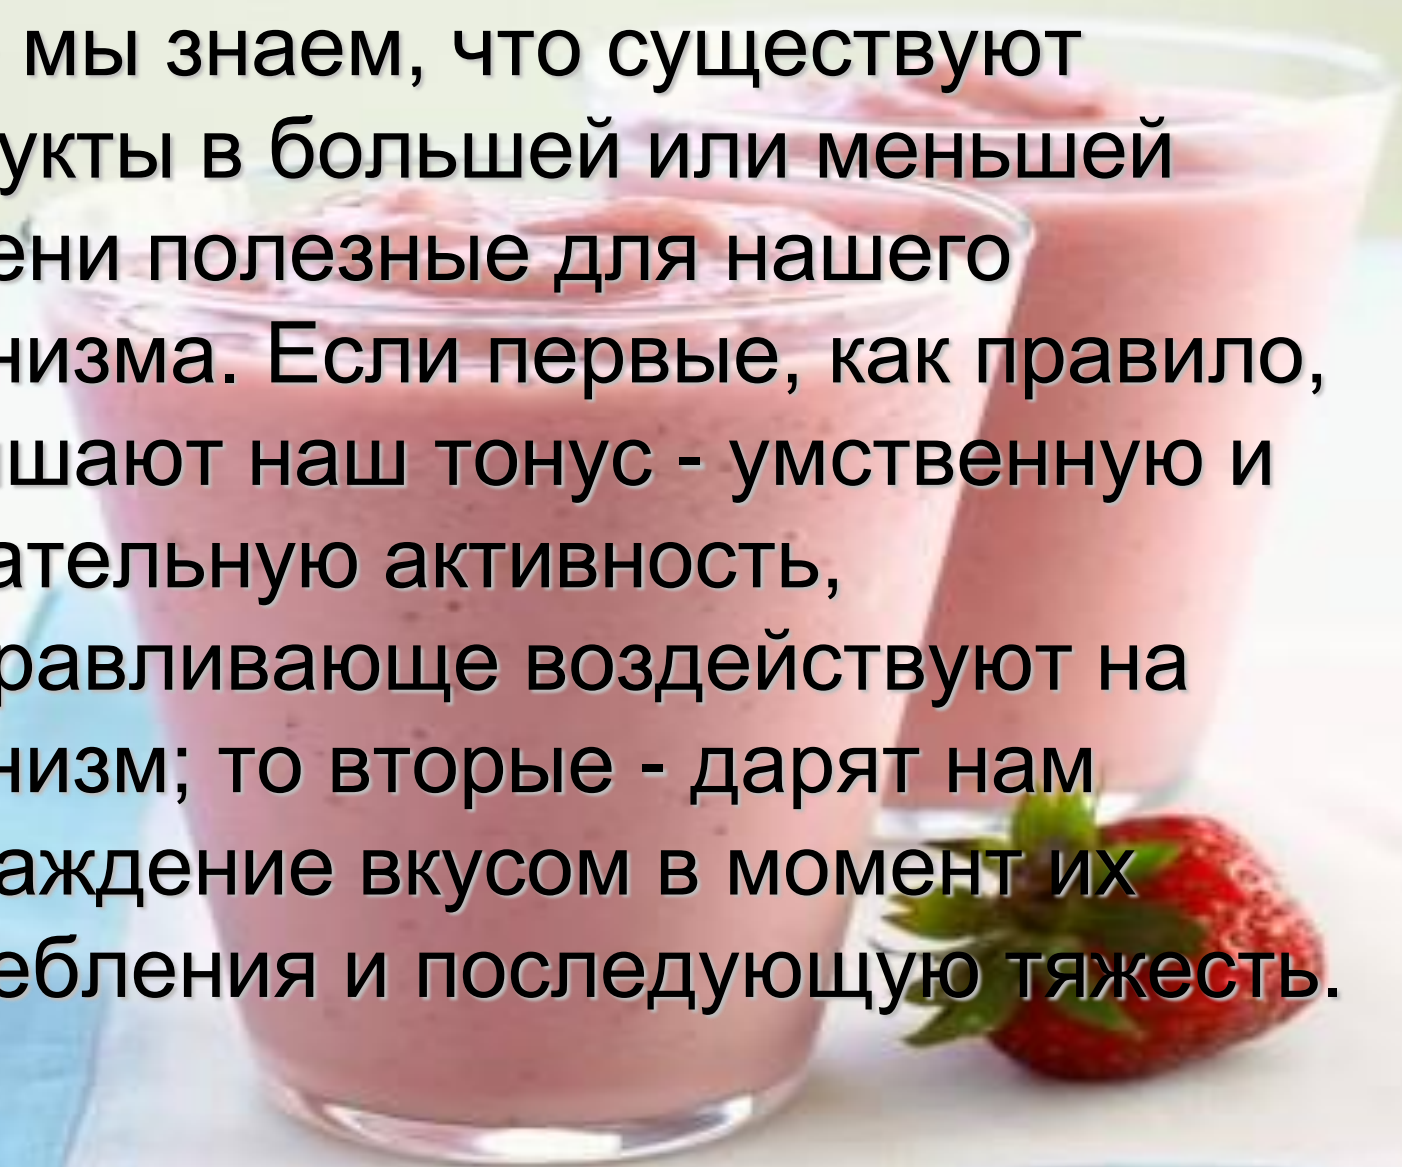 мы знаем, что существуют
укты в большей или меньшей
ени полезные для нашего
низма. Если первые, как правило,
шают наш тонус - умственную и
ательную активность,
равливающе воздействуют на
низм; то вторые - дарят нам
аждение вкусом в момент их
ебления и последующую тяжесть.